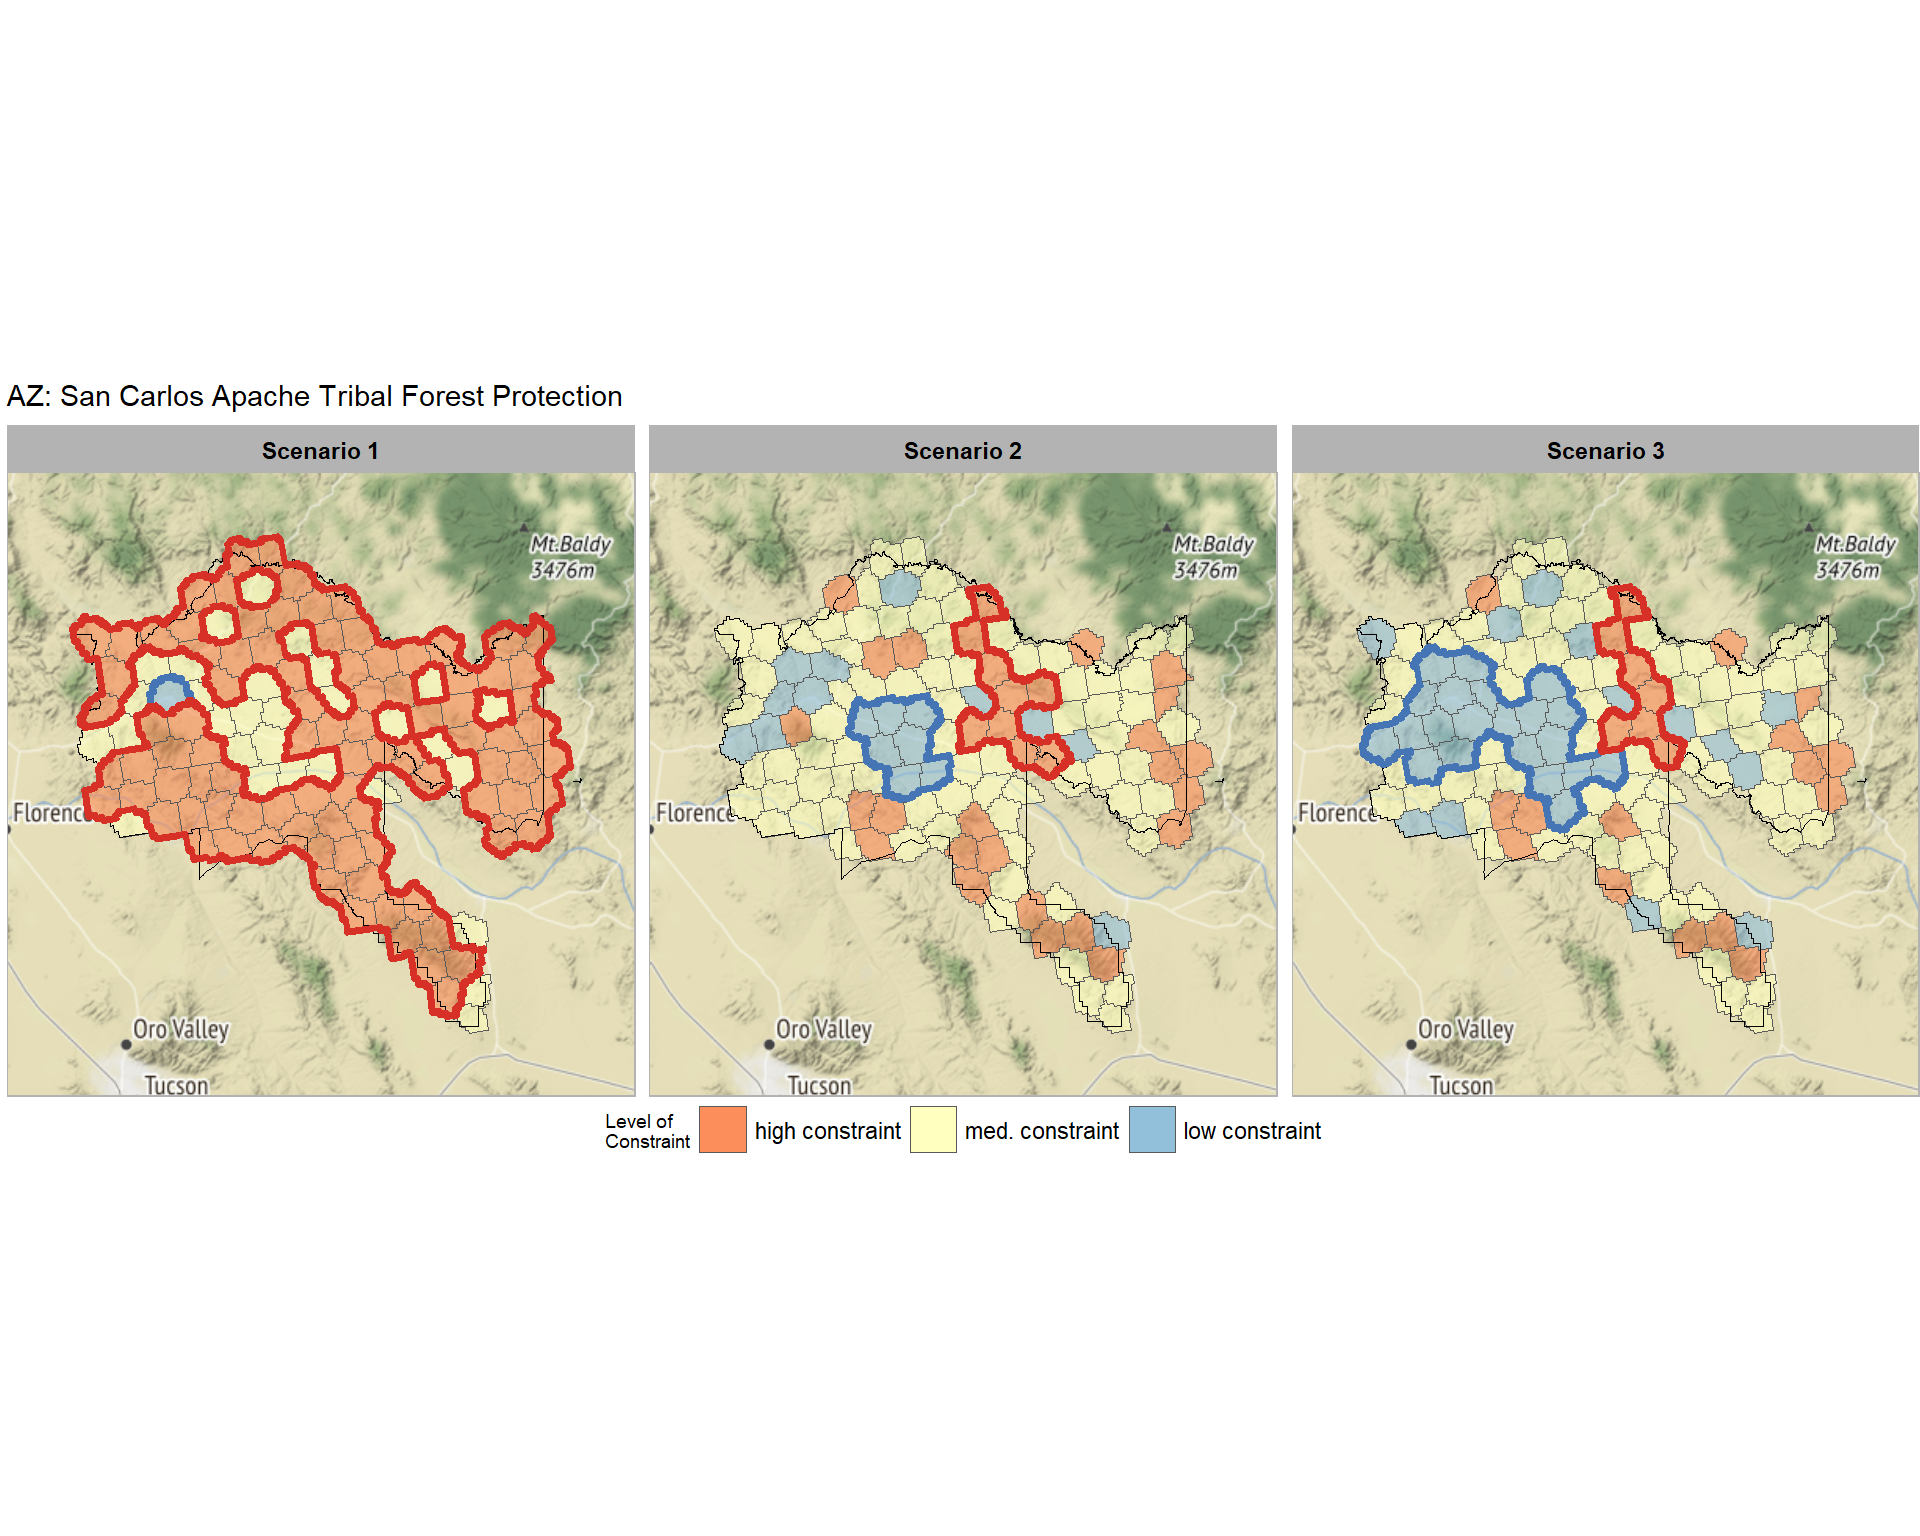 AZ: San Carlos Apache Tribal Forest Protection
Scenario 1
Scenario 2
Scenario 3
Mt.Baldy
3476m
Mt.Baldy
3476m
Mt.Baldy
3476m
Florence
Florence
Oro Valley
Oro Valley
Oro Valley
Tucson
Tucson
Tucson
Level of
Constraint
high constraint
med. constraint
low constraint